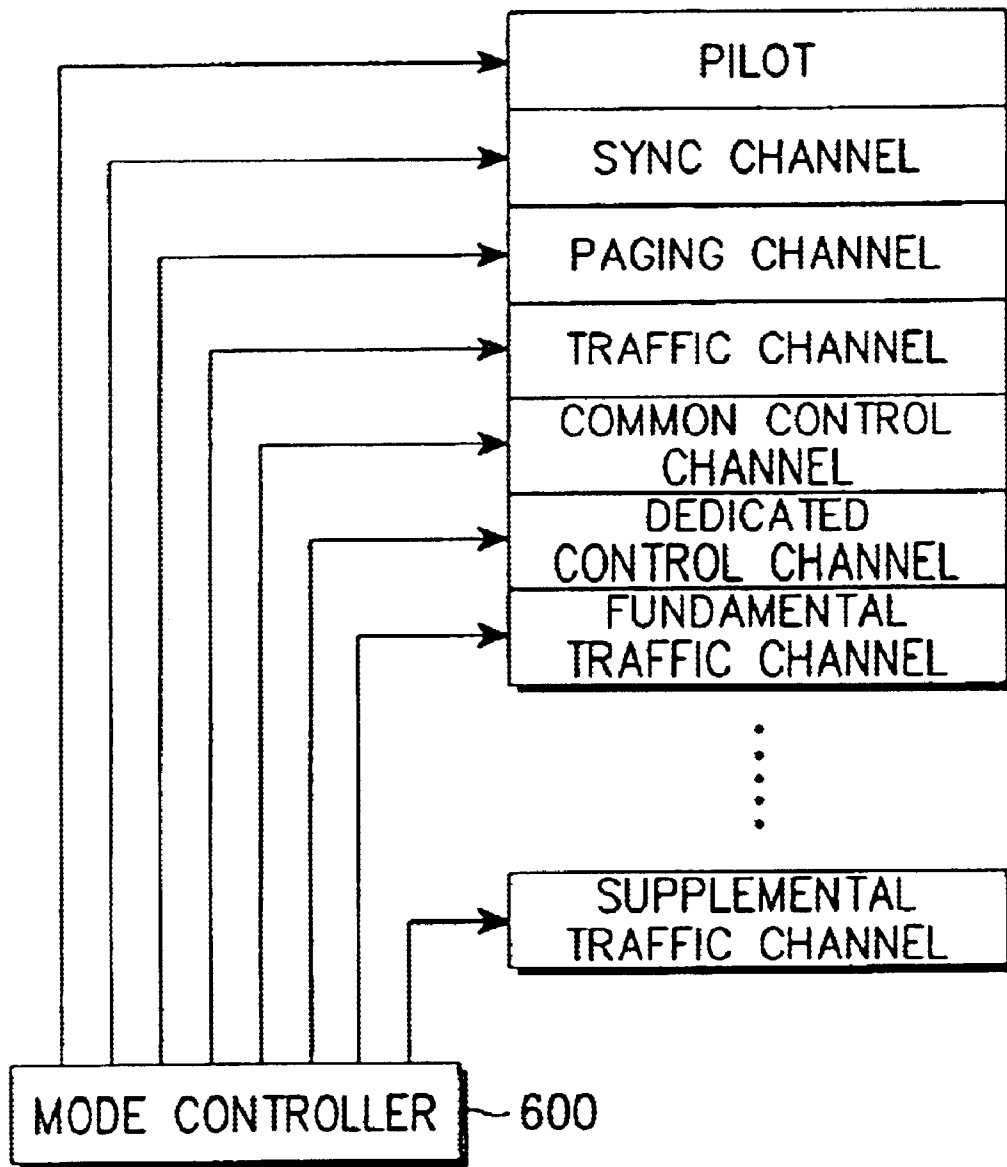 PILOT
SYNC CHANNEL
PAGING CHANNEL
TRAFFIC CHANNEL
COMMON CONTROL
CHANNEL
DEDICATED
CONTROL CHANNEL
FUNDAMENTAL
TRAFFIC CHANNEL
SUPPLEMENTAL
TRAFFIC CHANNEL
MODE CONTROLLER
600